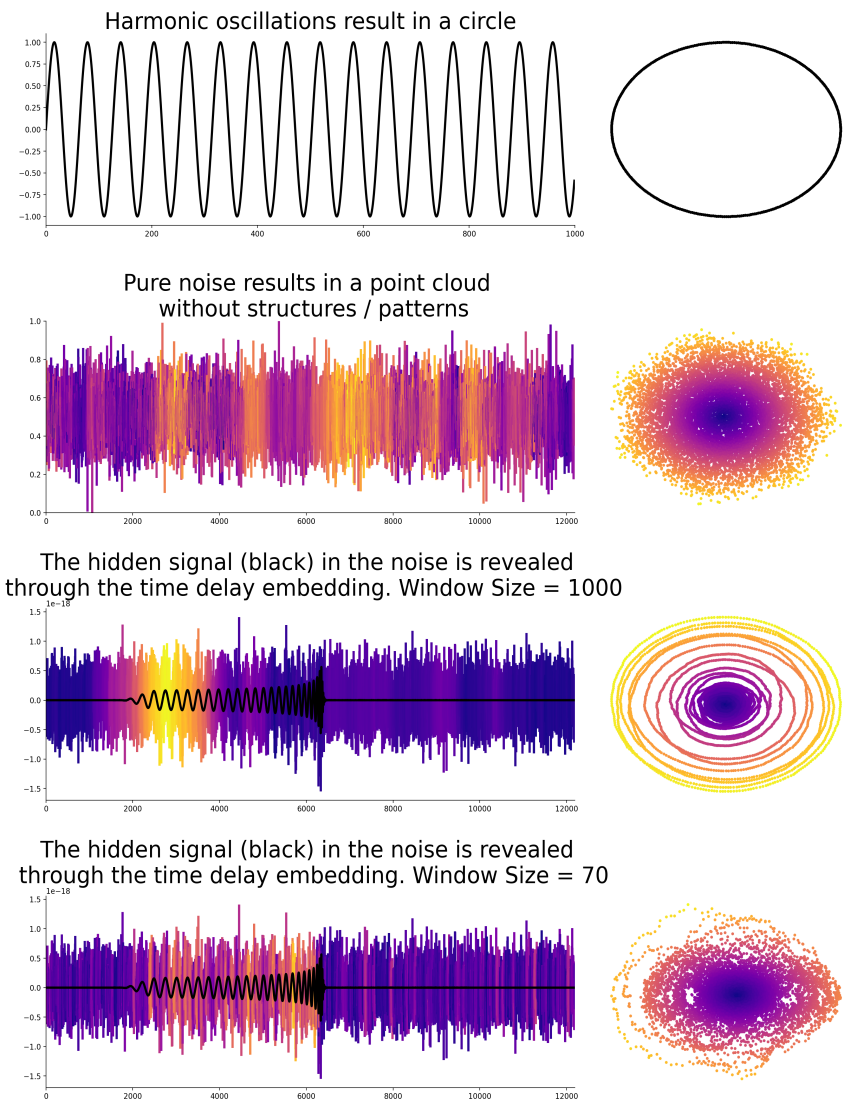 Harmonic oscillations result in a circle
1.00
0.75
0.50
0.25
0.00
−0.25
−0.50
−0.75
−1.00
0 200 400 600 800 1000
Pure noise results in a point cloud
without structures / patterns
1.0
0.8
0.6
0.4
0.2
0.0
0 2000 4000 6000 8000 10000 12000
The hidden signal (black) in the noise is revealed
through the time delay embedding. Window Size = 1000
1e−18
1.5
1.0
0.5
0.0
−0.5
−1.0
−1.5
0 2000 4000 6000 8000 10000 12000
The hidden signal (black) in the noise is revealed
through the time delay embedding. Window Size = 70
1e−18
1.5
1.0
0.5
0.0
−0.5
−1.0
−1.5
0 2000 4000 6000 8000 10000 12000